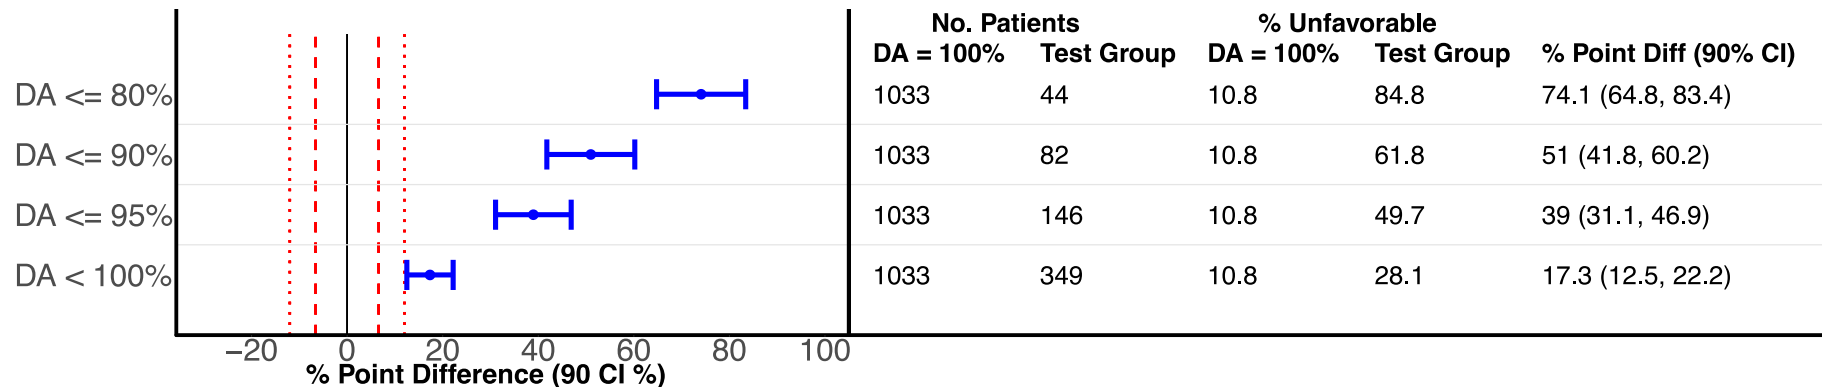 No. Patients % Unfavorable
DA = 100% Test Group DA = 100% Test Group % Point Diff (90% CI)
DA <= 80% 1033 44 10.8 84.8 74.1 (64.8, 83.4)
DA <= 90% 1033 82 10.8 61.8 51 (41.8, 60.2)
DA <= 95% 1033 146 10.8 49.7 39 (31.1, 46.9)
DA < 100% 1033 349 10.8 28.1 17.3 (12.5, 22.2)
−20 0 20 40 60 80 100
% Point Difference (90 CI %)